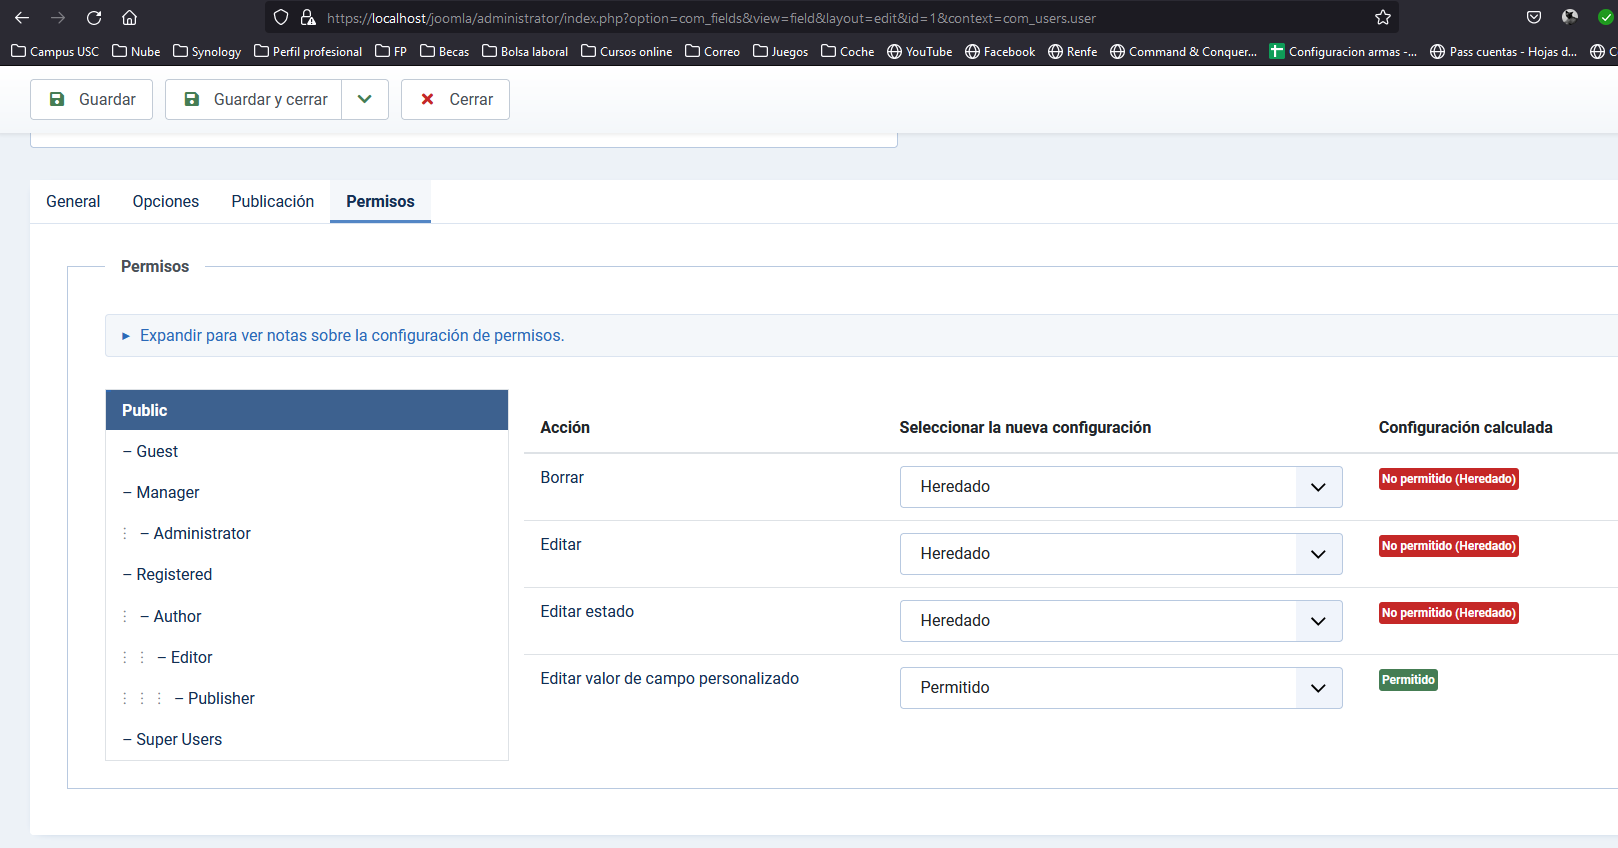 https://localhost/joomla/administrator/index.php?option=com_fields&view=field&layout=edit&id=1&context=com_users.user
Campus USC Nube Synology Perfil profesional FP Becas Bolsa laboral Cursos online Correo Juegos Coche YouTube Facebook Renfe Command & Conquer... Configuracion armas -... Pass cuentas - Hojas d...
Guardar Guardar y cerrar Cerrar
General Opciones Publicación Permisos
Permisos
Expandir para ver notas sobre la configuración de permisos.
Public
– Guest
– Manager
– Administrator
– Registered
– Author
– Editor
– Publisher
– Super Users
Acción Seleccionar la nueva configuración Configuración calculada
Borrar Heredado No permitido (Heredado)
Editar Heredado No permitido (Heredado)
Editar estado Heredado No permitido (Heredado)
Editar valor de campo personalizado Permitido Permitido